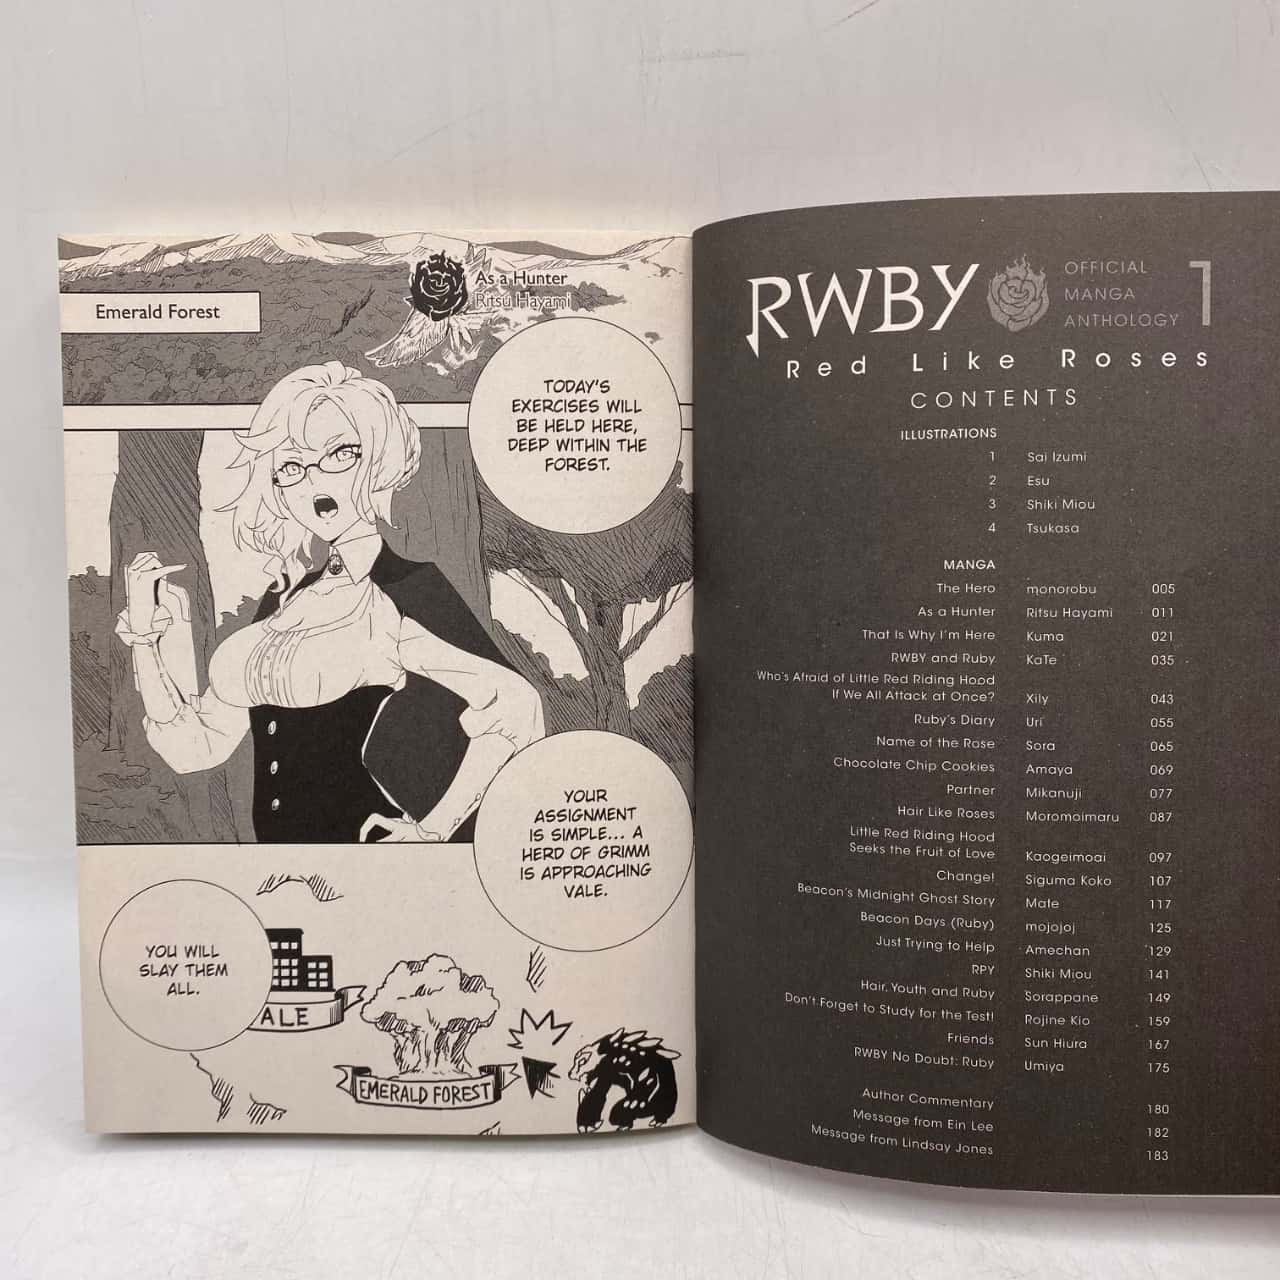 Emerald Forest
As a Hunter
Ritsu Hayami
TODAY'S
EXERCISES WILL
BE HELD HERE,
DEEP WITHIN THE
FOREST.
YOUR
ASSIGNMENT
IS SIMPLE... A
HERD OF GRIMM
IS APPROACHING
VALE.
YOU WILL
SLAY THEM
ALL.
ALE
EMERALD FOREST
RWBY
OFFICIAL
MANGA
ANTHOLOGY
1
Red Like Roses
CONTENTS
ILLUSTRATIONS
1 Sai Izumi
2 Esu
3 Shiki Miou
4 Tsukasa
MANGA
The Hero monorobu 005
As a Hunter Ritsu Hayami 011
That Is Why I'm Here Kuma 021
RWBY and Ruby KaTe 035
Who's Afraid of Little Red Riding Hood
If We All Attack at Once? Xily 043
Ruby's Diary Uri 055
Name of the Rose Sora 065
Chocolate Chip Cookies Amaya 069
Partner Mikanuji 077
Hair Like Roses Moromoimaru 087
Little Red Riding Hood
Seeks the Fruit of Love Kaogeimoai 097
Change! Siguma Koko 107
Beacon's Midnight Ghost Story Mate 117
Beacon Days (Ruby) mojojoj 125
Just Trying to Help Amechan 129
RPY Shiki Miou 141
Hair, Youth and Ruby Sorappane 149
Don't Forget to Study for the Test! Rojine Kio 159
Friends Sun Hiura 167
RWBY No Doubt: Ruby Umiya 175
Author Commentary 180
Message from Ein Lee 182
Message from Lindsay Jones 183